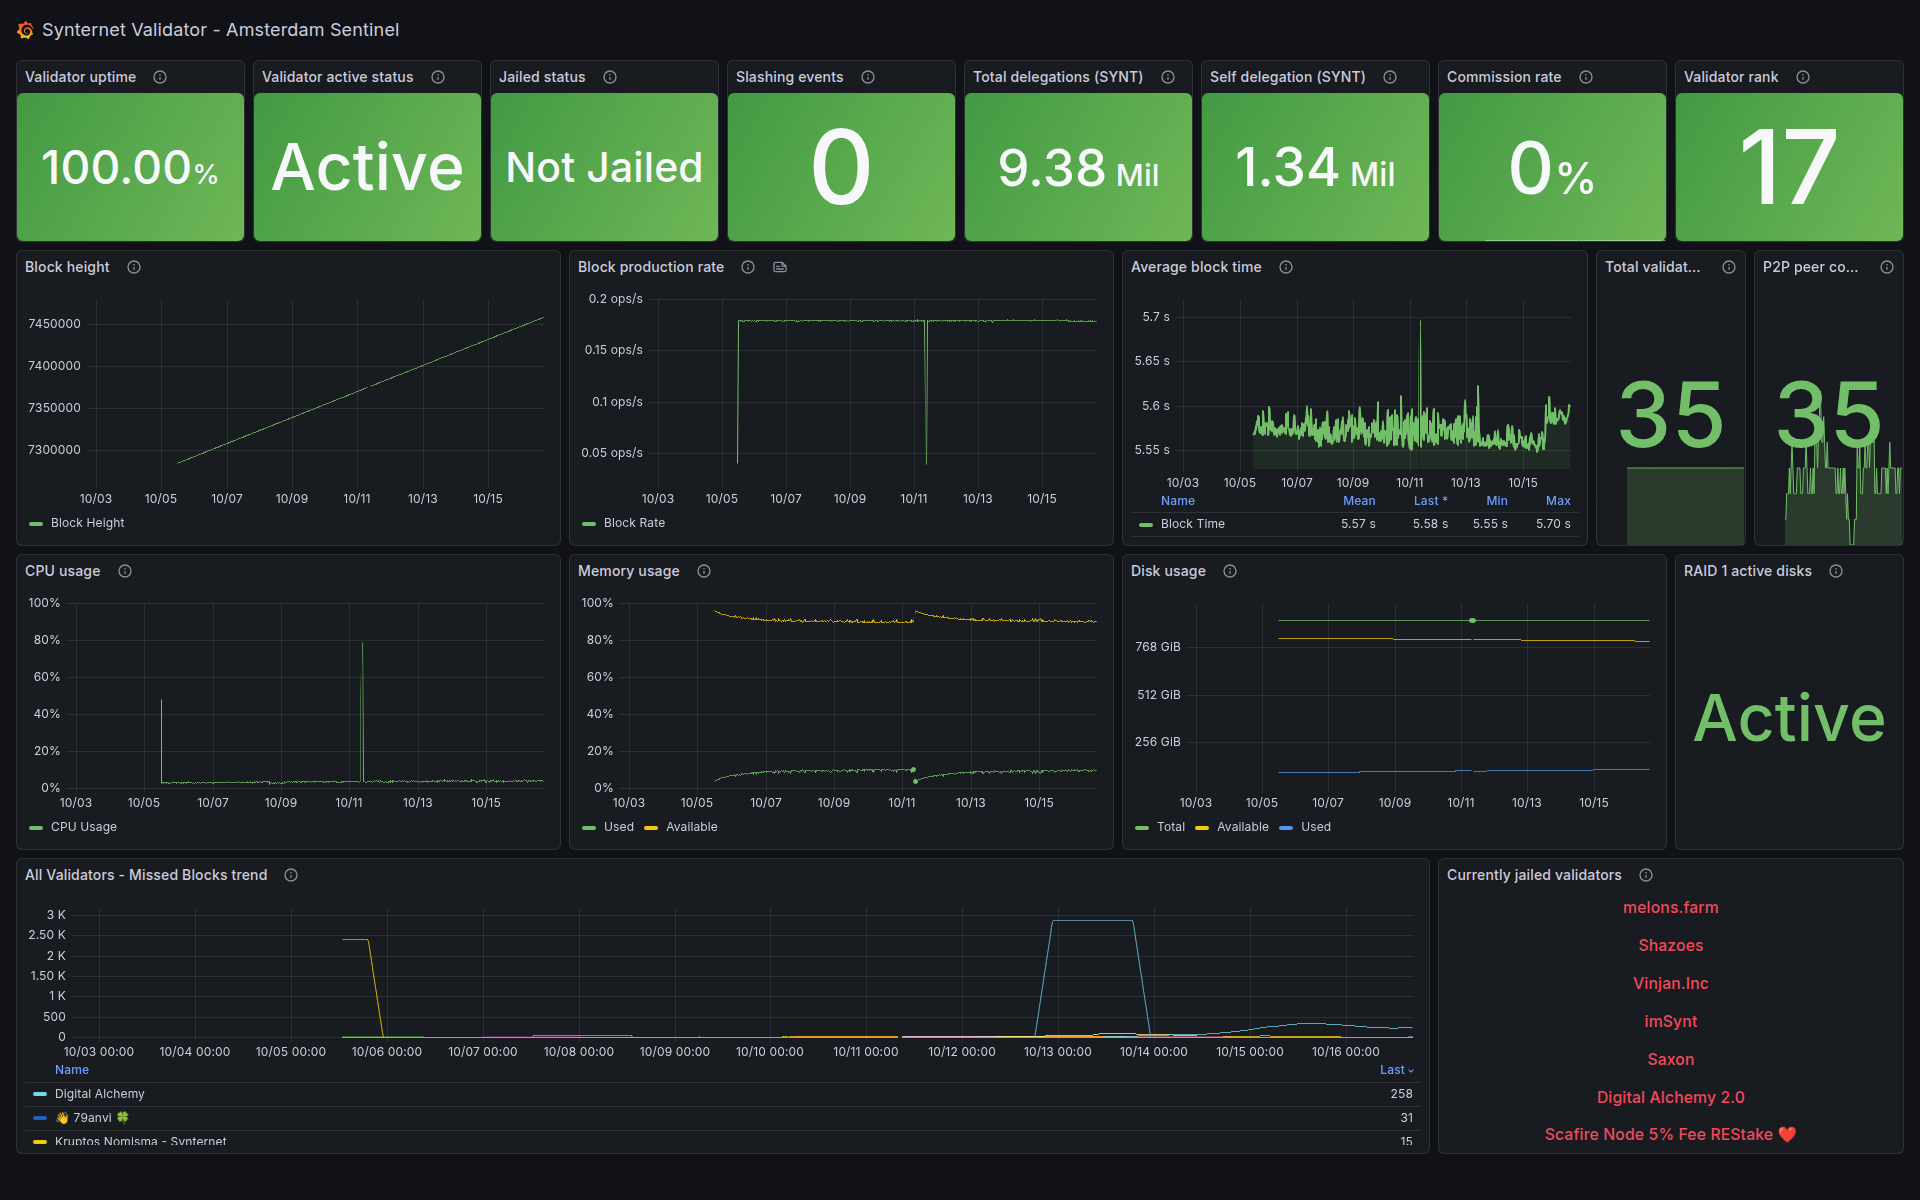 Synternet Validator - Amsterdam Sentinel
Validator uptime
100.00%
Validator active status
Active
Jailed status
Not Jailed
Slashing events
0
Total delegations (SYNT)
9.38 Mil
Self delegation (SYNT)
1.34 Mil
Commission rate
0%
Validator rank
17
Block height
7450000
7400000
7350000
7300000
10/03 10/05 10/07 10/09 10/11 10/13 10/15
Block Height
Block production rate
0.2 ops/s
0.15 ops/s
0.1 ops/s
0.05 ops/s
10/03 10/05 10/07 10/09 10/11 10/13 10/15
Block Rate
Average block time
5.7 s
5.65 s
5.6 s
5.55 s
10/03 10/05 10/07 10/09 10/11 10/13 10/15
Name Mean Last * Min Max
Block Time 5.57 s 5.58 s 5.55 s 5.70 s
Total validat...
35
P2P peer co...
35
CPU usage
100%
80%
60%
40%
20%
0%
10/03 10/05 10/07 10/09 10/11 10/13 10/15
CPU Usage
Memory usage
100%
80%
60%
40%
20%
0%
10/03 10/05 10/07 10/09 10/11 10/13 10/15
Used Available
Disk usage
768 GiB
512 GiB
256 GiB
10/03 10/05 10/07 10/09 10/11 10/13 10/15
Total Available Used
RAID 1 active disks
Active
All Validators - Missed Blocks trend
3 K
2.50 K
2 K
1.50 K
1 K
500
0
10/03 00:00 10/04 00:00 10/05 00:00 10/06 00:00 10/07 00:00 10/08 00:00 10/09 00:00 10/10 00:00 10/11 00:00 10/12 00:00 10/13 00:00 10/14 00:00 10/15 00:00 10/16 00:00
Name Last
Digital Alchemy 258
👋 79anvi 🍀 31
Kruptos Nomisma - Synternet 15
Currently jailed validators
melons.farm
Shazoes
Vinjan.Inc
imSynt
Saxon
Digital Alchemy 2.0
Scafire Node 5% Fee REStake ❤️